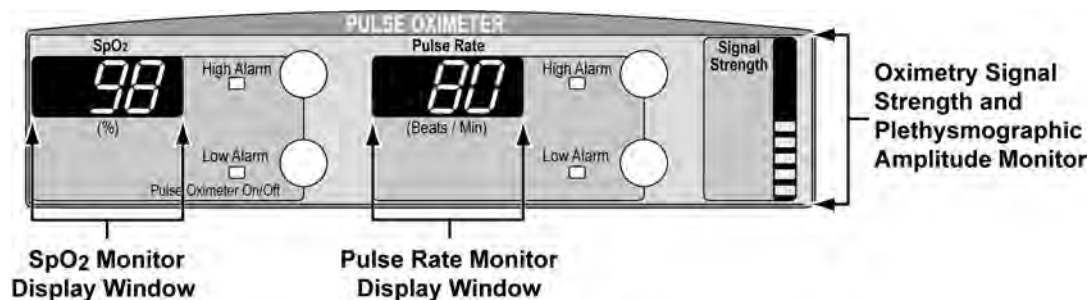 PULSE OXIMETER
SpO2
98
(%)
High Alarm
Low Alarm
Pulse Oximeter On/Off
Pulse Rate
80
(Beats / Min)
High Alarm
Low Alarm
Signal
Strength
Oximetry Signal
Strength and
Plethysmographic
Amplitude Monitor
SpO2 Monitor
Display Window
Pulse Rate Monitor
Display Window